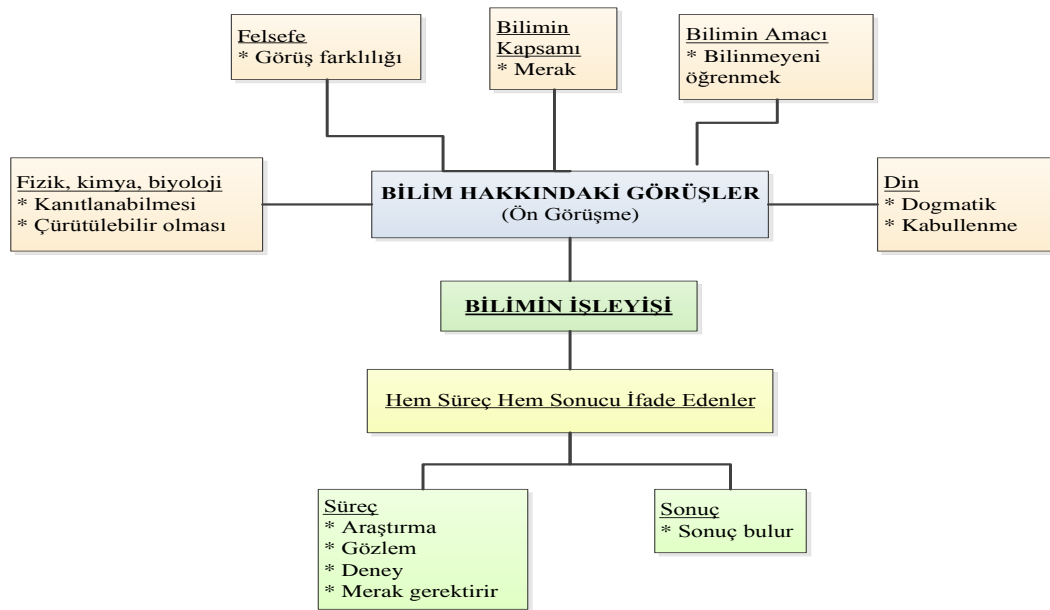 Felsefe
* Görüş farklılığı
Bilimin
Kapsamı
* Merak
Bilimin Amacı
* Bilinmeyeni
öğrenmek
Fizik, kimya, biyoloji
* Kanıtlanabilmesi
* Çürütülebilir olması
BİLİM HAKKINDAKİ GÖRÜŞLER
(Ön Görüşme)
Din
* Dogmatik
* Kabullenme
BİLİMİN İŞLEYİŞİ
Hem Süreç Hem Sonucu İfade Edenler
Süreç
* Araştırma
* Gözlem
* Deney
* Merak gerektirir
Sonuç
* Sonuç bulur